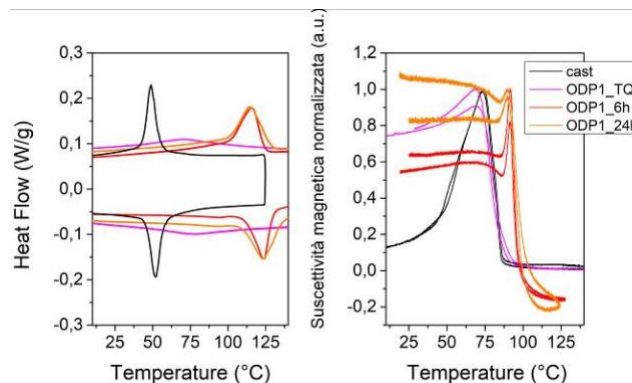 0,3
0,2
0,1
0,0
-0,1
-0,2
-0,3
25 50 75 100 125
Heat Flow (W/g)
Temperature (°C)
1,2
1,0
0,8
0,6
0,4
0,2
0,0
-0,2
0 25 50 75 100 125
Suscettività magnetica normalizzata (a.u.)
Temperature (°C)
cast
ODP1_TQ
ODP1_6h
ODP1_24